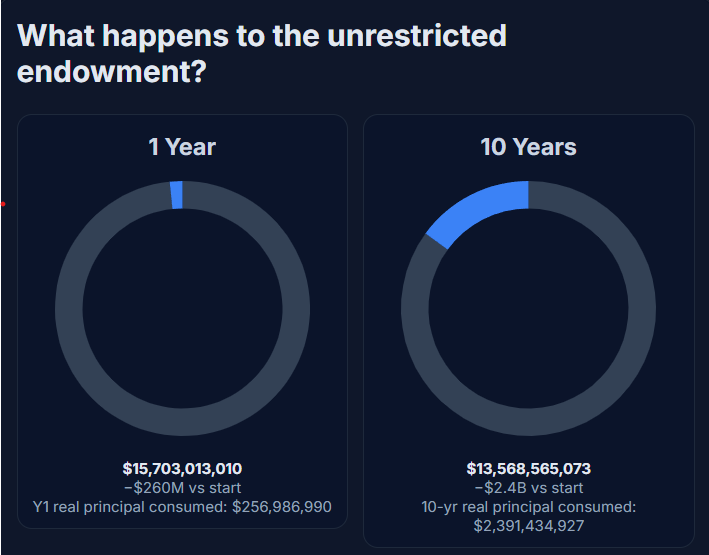 What happens to the unrestricted
endowment?
1 Year
$15,703,013,010
−$260M vs start
Y1 real principal consumed: $256,986,990
10 Years
$13,568,565,073
−$2.4B vs start
10-yr real principal consumed:
$2,391,434,927